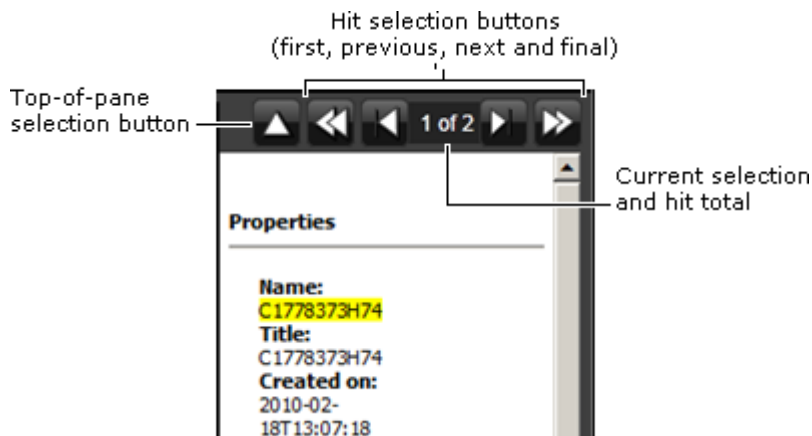 Hit selection buttons
(first, previous, next and final)
Top-of-pane
selection button
1 of 2
Current selection
and hit total
Properties
Name:
C1778373H74
Title:
C1778373H74
Created on:
2010-02-
18T13:07:18